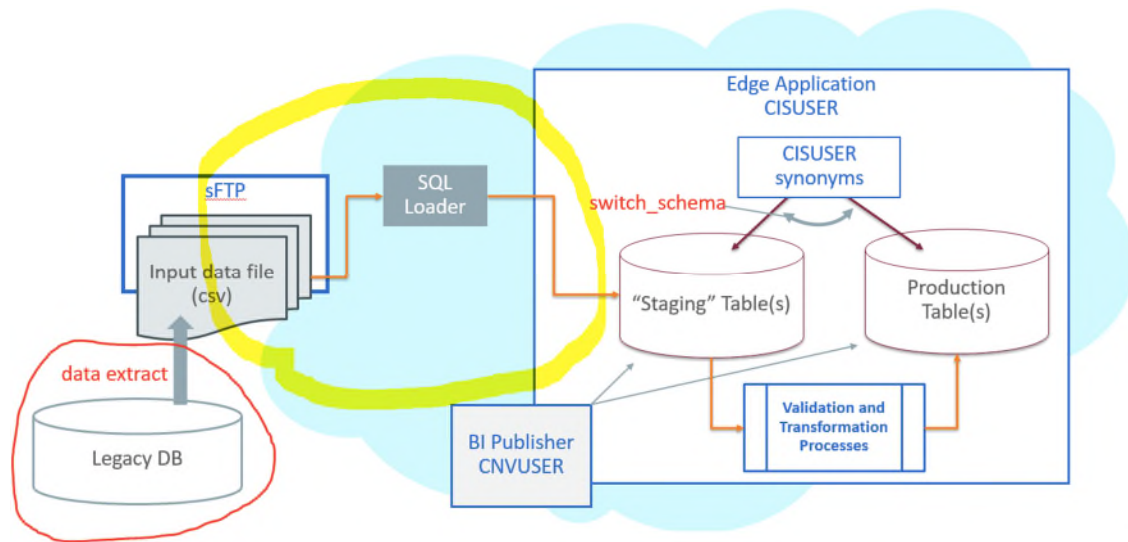 Edge Application
CISUSER
CISUSER
synonyms
sFTP
SQL
Loader
switch_schema
Input data file
(csv)
"Staging" Table(s)
Production
Table(s)
data extract
Legacy DB
BI Publisher
CNVUSER
Validation and
Transformation
Processes